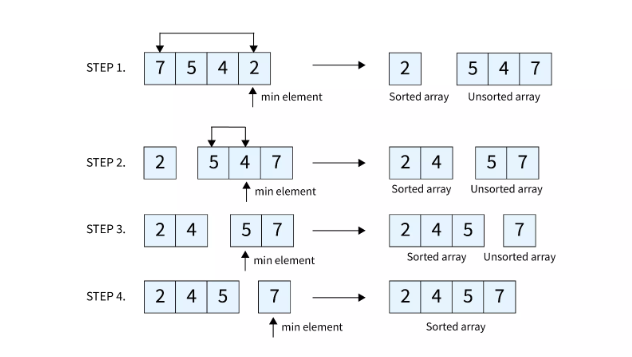 STEP 1. 7 5 4 2 2 5 4 7
min element Sorted array Unsorted array
STEP 2. 2 5 4 7 2 4 5 7
min element Sorted array Unsorted array
STEP 3. 2 4 5 7 2 4 5 7
min element Sorted array Unsorted array
STEP 4. 2 4 5 7 2 4 5 7
min element Sorted array